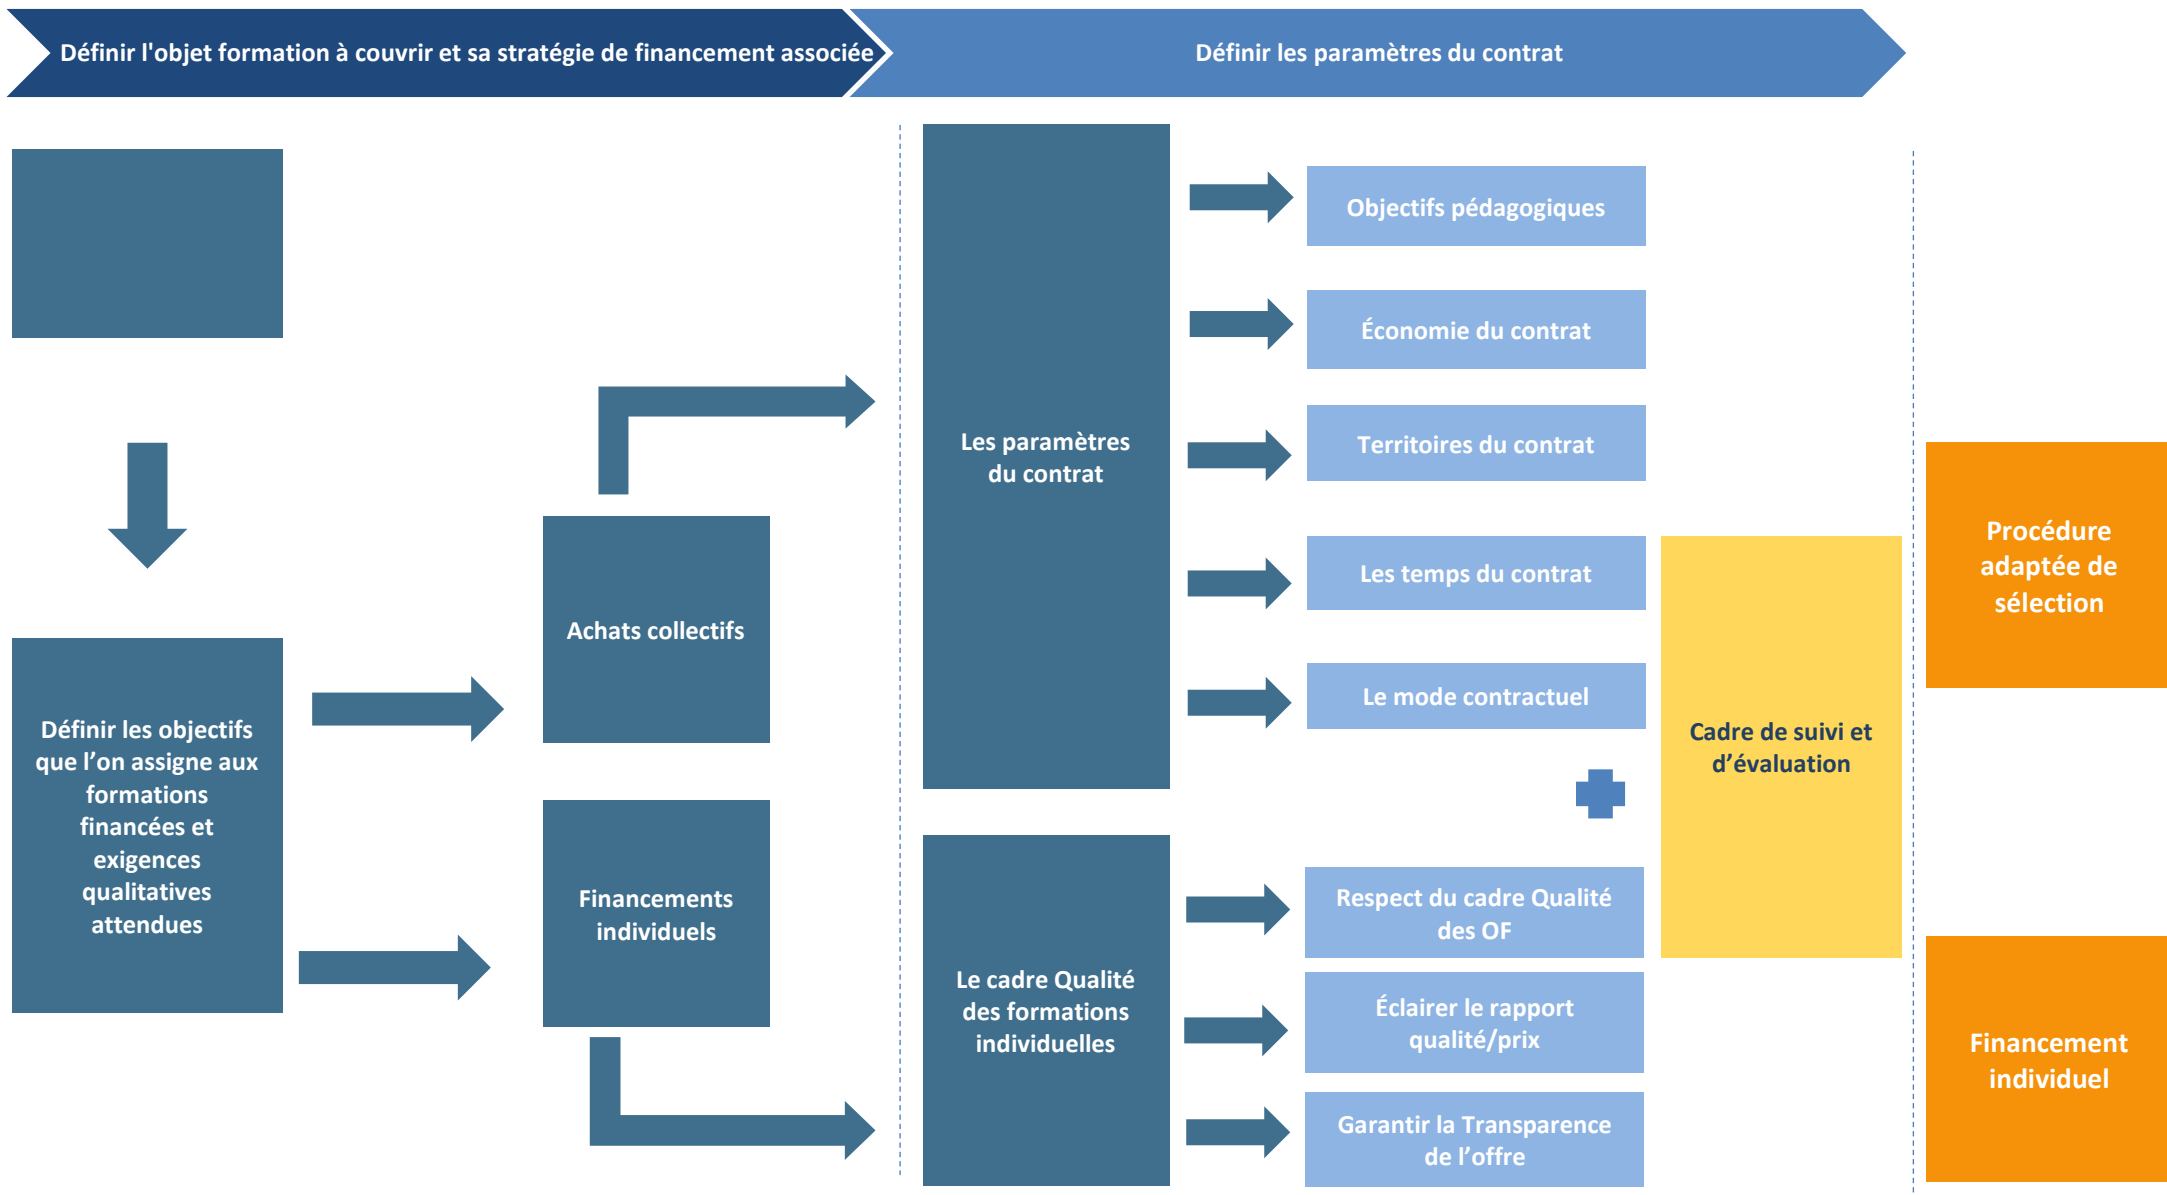 Définir l'objet formation à couvrir et sa stratégie de financement associée
Définir les paramètres du contrat
Définir les objectifs
que l’on assigne aux
formations
financées et
exigences
qualitatives
attendues
Achats collectifs
Financements
individuels
Les paramètres
du contrat
Objectifs pédagogiques
Économie du contrat
Territoires du contrat
Les temps du contrat
Le mode contractuel
Le cadre Qualité
des formations
individuelles
Respect du cadre Qualité
des OF
Éclairer le rapport
qualité/prix
Garantir la Transparence
de l’offre
Cadre de suivi et
d’évaluation
Procédure
adaptée de
sélection
Financement
individuel